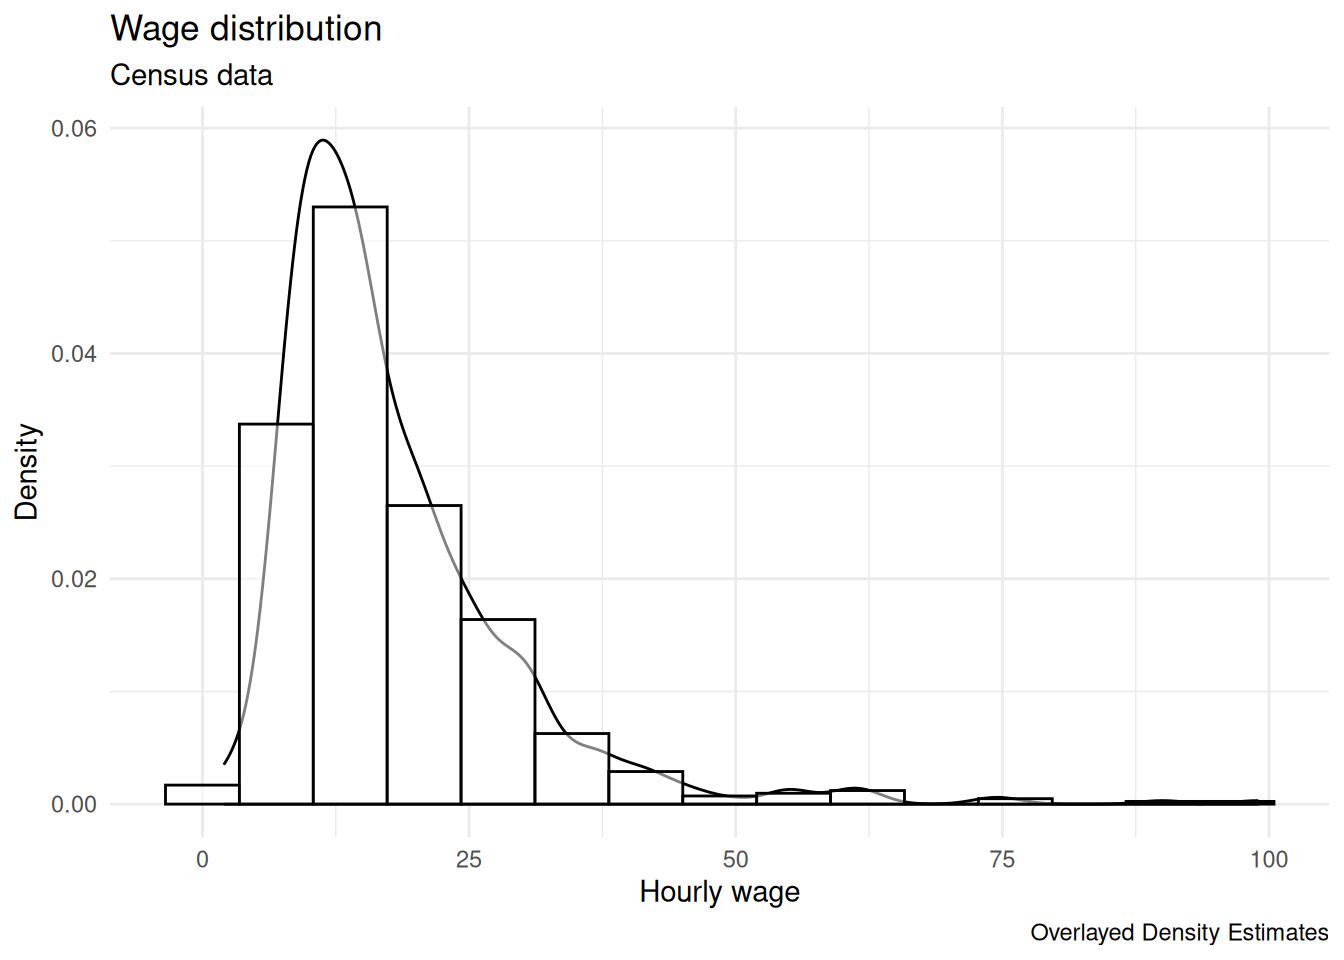 Wage distribution
Census data
0.06
0.04
0.02
0.00
Density
0 25 50 75 100
Hourly wage
Overlayed Density Estimates